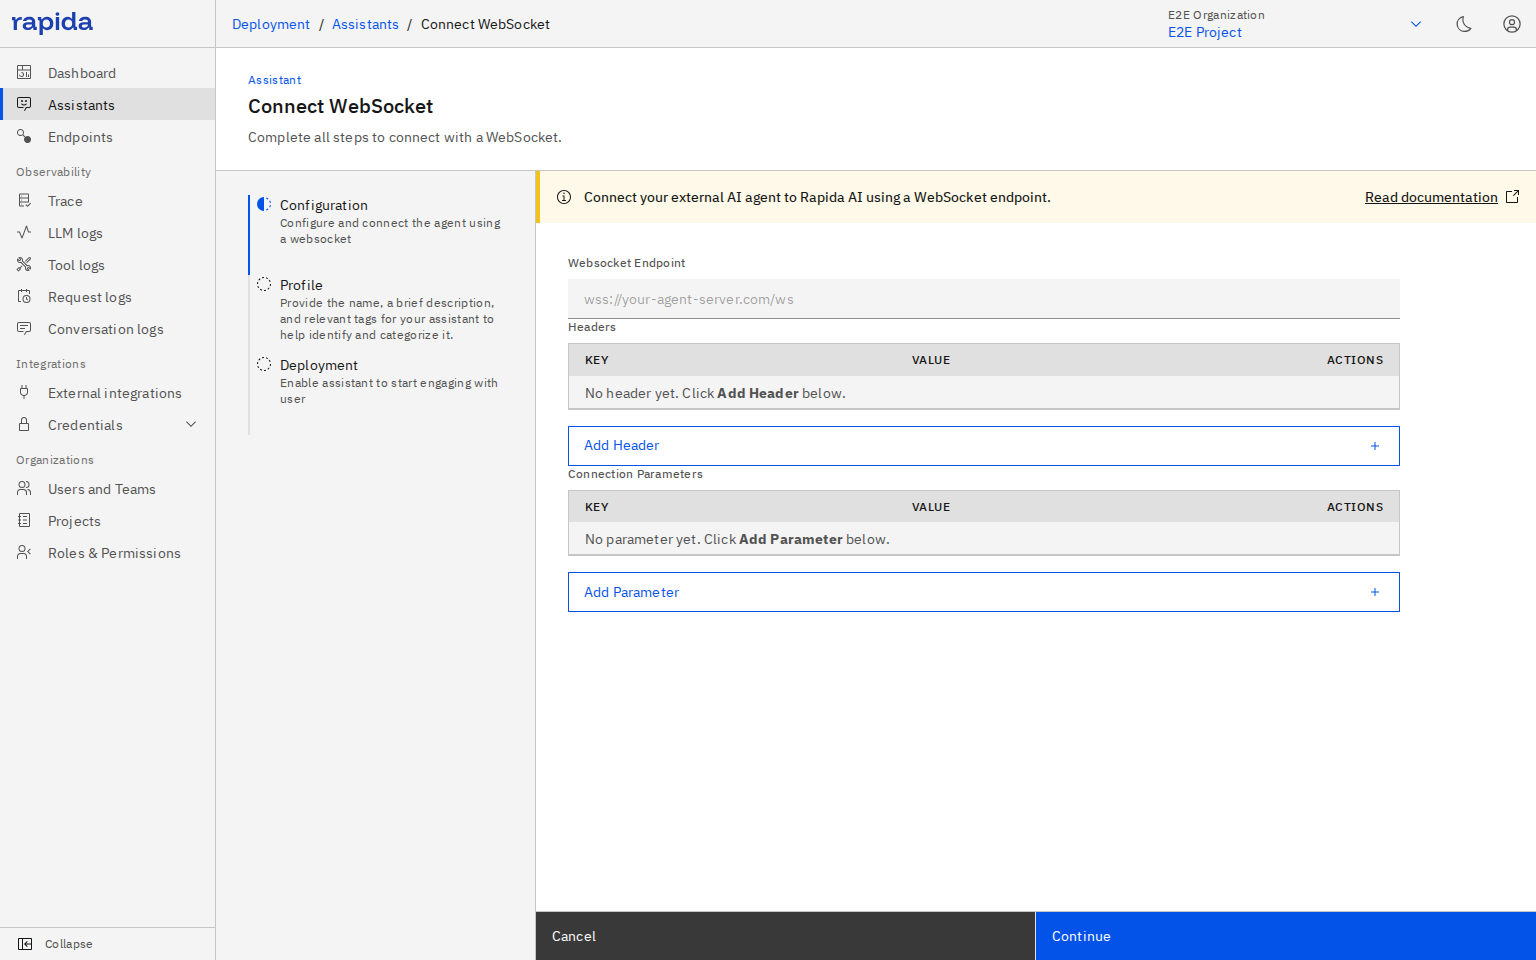 rapida
Deployment / Assistants / Connect WebSocket
E2E Organization
E2E Project
Dashboard
Assistants
Endpoints
Observability
Trace
LLM logs
Tool logs
Request logs
Conversation logs
Integrations
External integrations
Credentials
Organizations
Users and Teams
Projects
Roles & Permissions
Collapse
Assistant
Connect WebSocket
Complete all steps to connect with a WebSocket.
Configuration
Configure and connect the agent using
a websocket
Profile
Provide the name, a brief description,
and relevant tags for your assistant to
help identify and categorize it.
Deployment
Enable assistant to start engaging with
user
Connect your external AI agent to Rapida AI using a WebSocket endpoint.
Read documentation
Websocket Endpoint
wss://your-agent-server.com/ws
Headers
KEY VALUE ACTIONS
No header yet. Click Add Header below.
Add Header +
Connection Parameters
KEY VALUE ACTIONS
No parameter yet. Click Add Parameter below.
Add Parameter +
Cancel
Continue